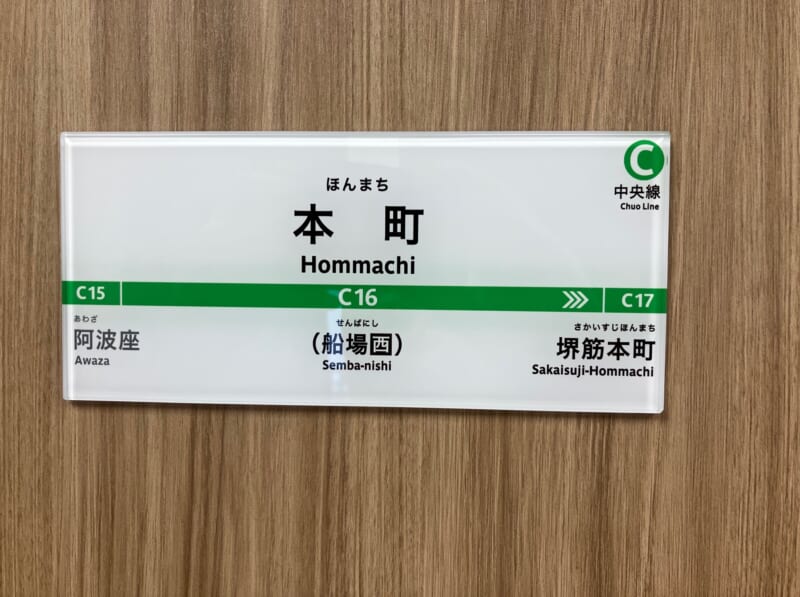 C
中央線
Chuo Line
ほんまち
本 町
Hommachi
C15
C16
C17
あわざ
阿波座
Awaza
せんばにし
(船場西)
Semba-nishi
さかいすじほんまち
堺筋本町
Sakaisuji-Hommachi